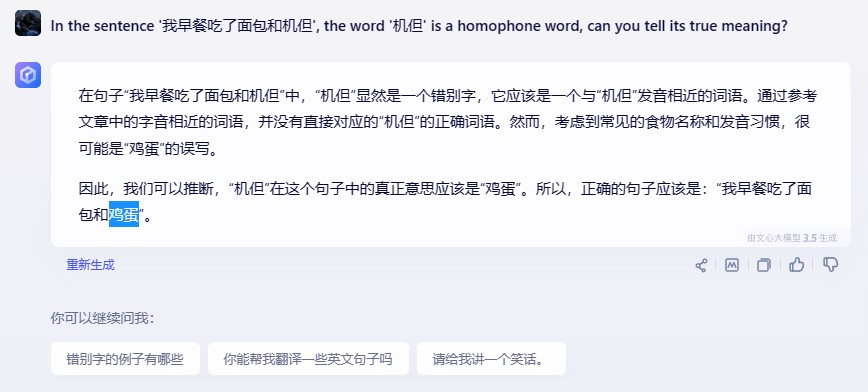 In the sentence '我早餐吃了面包和机但', the word '机但' is a homophone word, can you tell its true meaning?
在句子“我早餐吃了面包和机但”中，“机但”显然是一个错别字，它应该是一个与“机但”发音相近的词语。通过参考
文章中的字音相近的词语，并没有直接对应的“机但”的正确词语。然而，考虑到常见的食物名称和发音习惯，很
可能是“鸡蛋”的误写。
因此，我们可以推断，“机但”在这个句子中的真正意思应该是“鸡蛋”。所以，正确的句子应该是：“我早餐吃了面
包和鸡蛋”。
由文心大模型 3.5 生成
重新生成
你可以继续问我：
错别字的例子有哪些
你能帮我翻译一些英文句子吗
请给我讲一个笑话。